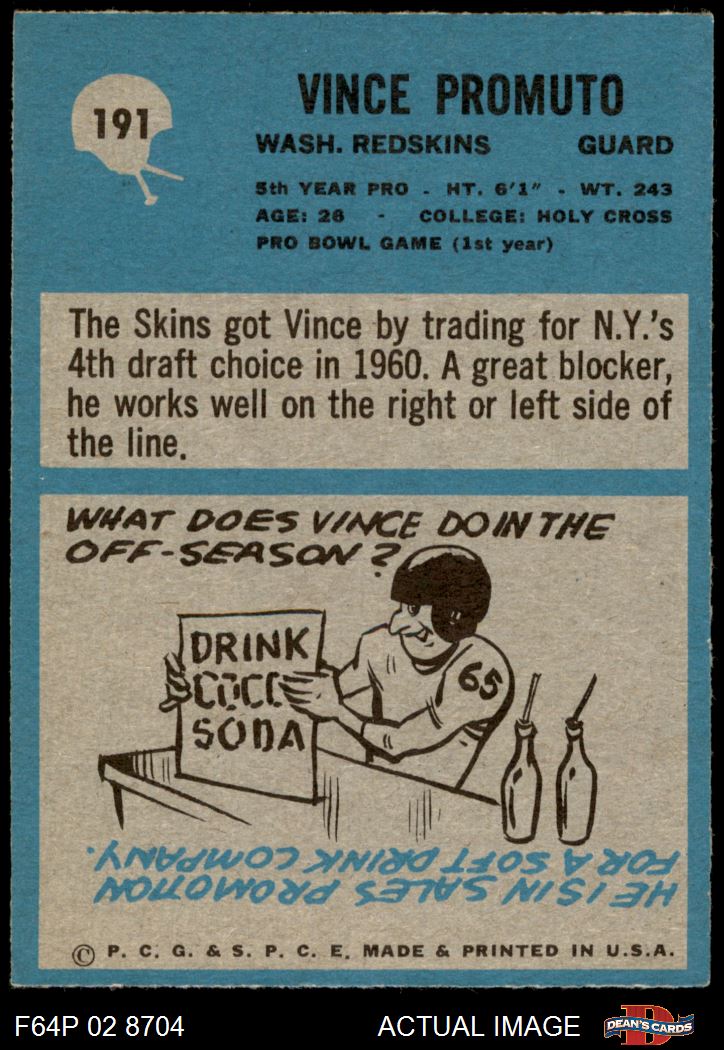 191
VINCE PROMUTO
WASH. REDSKINS GUARD
5th YEAR PRO - HT. 6'1" - WT. 243
AGE: 26 - COLLEGE: HOLY CROSS
PRO BOWL GAME (1st year)
The Skins got Vince by trading for N.Y.'s
4th draft choice in 1960. A great blocker,
he works well on the right or left side of
the line.
WHAT DOES VINCE DO IN THE
OFF-SEASON?
DRINK
COCC
SODA
65
HE IS IN SALES PROMOTION
FOR A SOFT DRINK COMPANY.
© P. C. G. & S. P. C. E. MADE & PRINTED IN U.S.A.
F64P 02 8704 ACTUAL IMAGE
D
DEAN'S CARDS